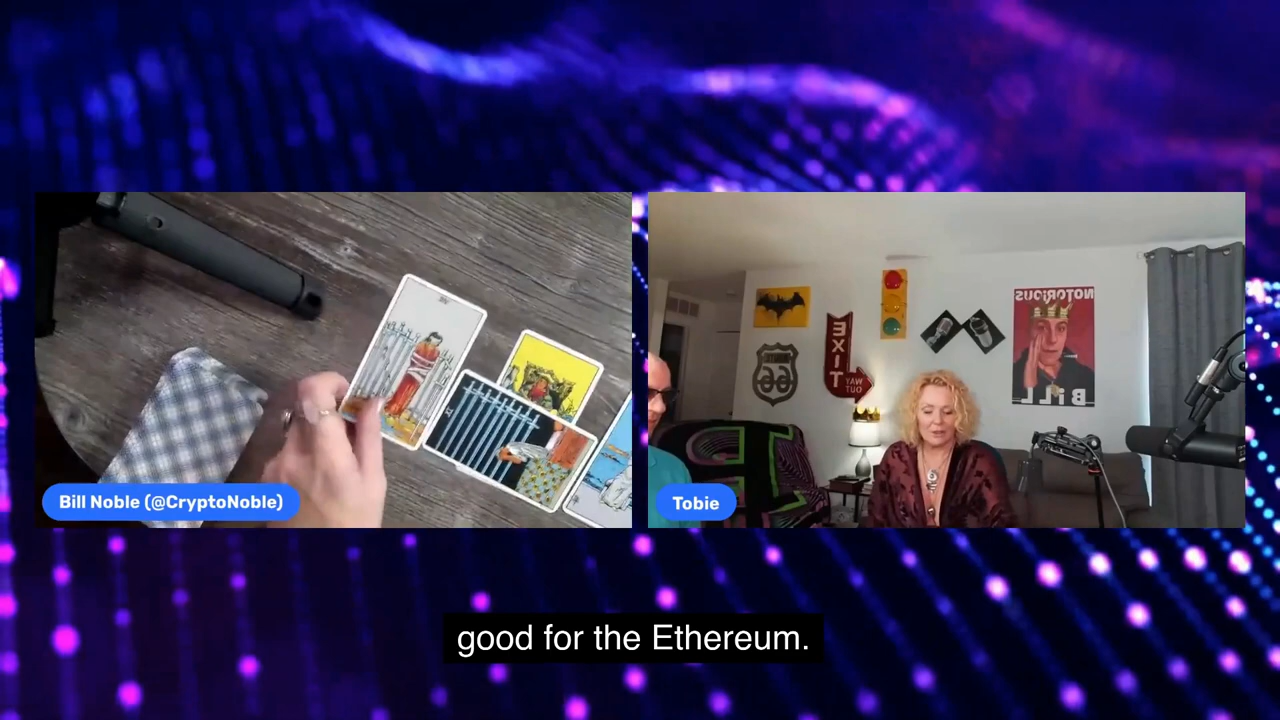 NOTORIOUS
EXIT
WAY
OUT
66
BILL
Bill Noble (@CryptoNoble)
Tobie
good for the Ethereum.